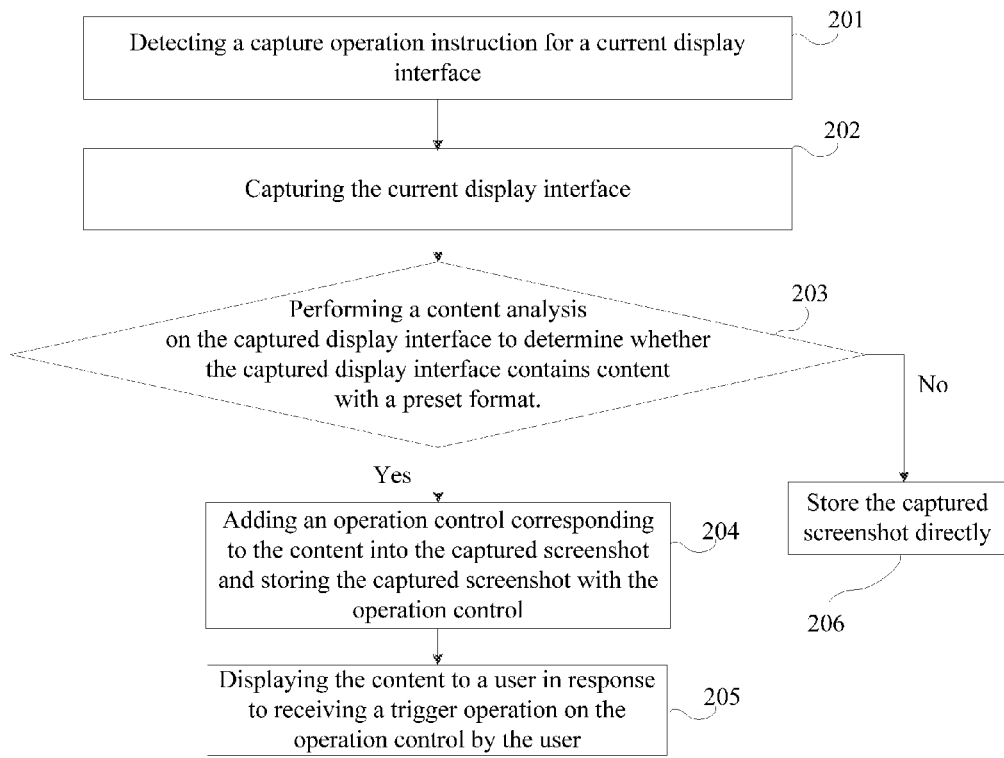 201
Detecting a capture operation instruction for a current display
interface
202
Capturing the current display interface
203
Performing a content analysis
on the captured display interface to determine whether
the captured display interface contains content
with a preset format.
No
Yes
Store the captured
screenshot directly
206
Adding an operation control corresponding
to the content into the captured screenshot
and storing the captured screenshot with the
operation control
204
Displaying the content to a user in response
to receiving a trigger operation on the
operation control by the user
205